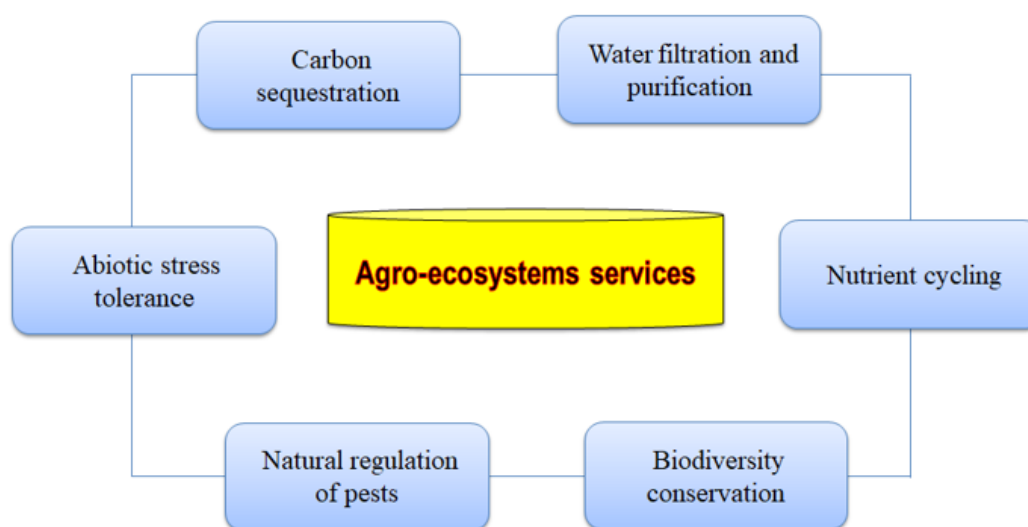 Carbon
sequestration
Water filtration and
purification
Abiotic stress
tolerance
Agro-ecosystems services
Nutrient cycling
Natural regulation
of pests
Biodiversity
conservation